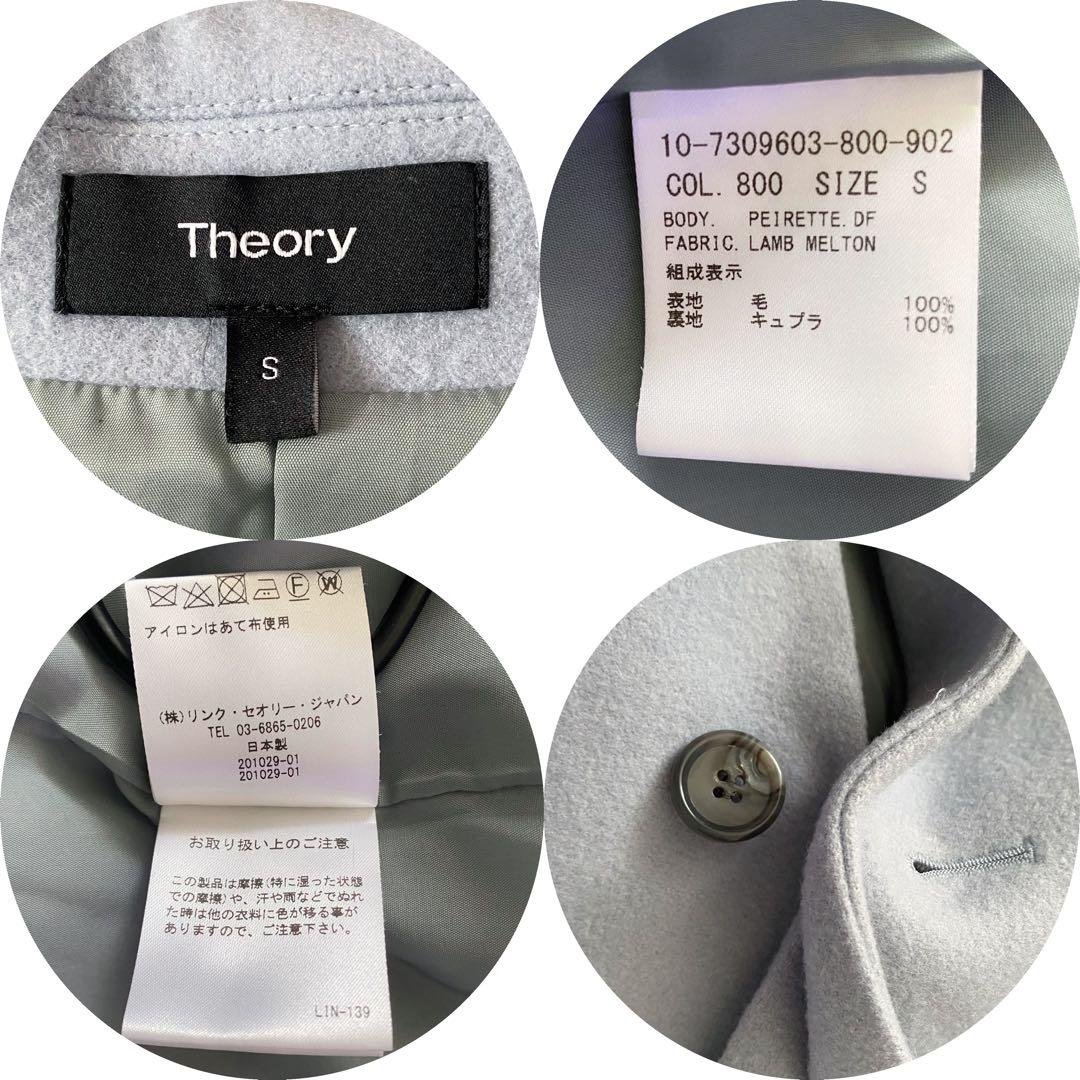 Theory
S
10-7309603-800-902
COL. 800 SIZE S
BODY. PEIRETTE.DF
FABRIC. LAMB MELTON
組成表示
表地 毛 100%
裏地 キュプラ 100%
F W
アイロンはあて布使用
(株)リンク・セオリー・ジャパン
TEL 03-6865-0206
日本製
201029-01
201029-01
お取り扱い上のご注意
この製品は摩擦(特に湿った状態
での摩擦)や、汗や雨などでぬれ
た時は他の衣料に色が移る事が
ありますので、ご注意下さい。
LIN-139